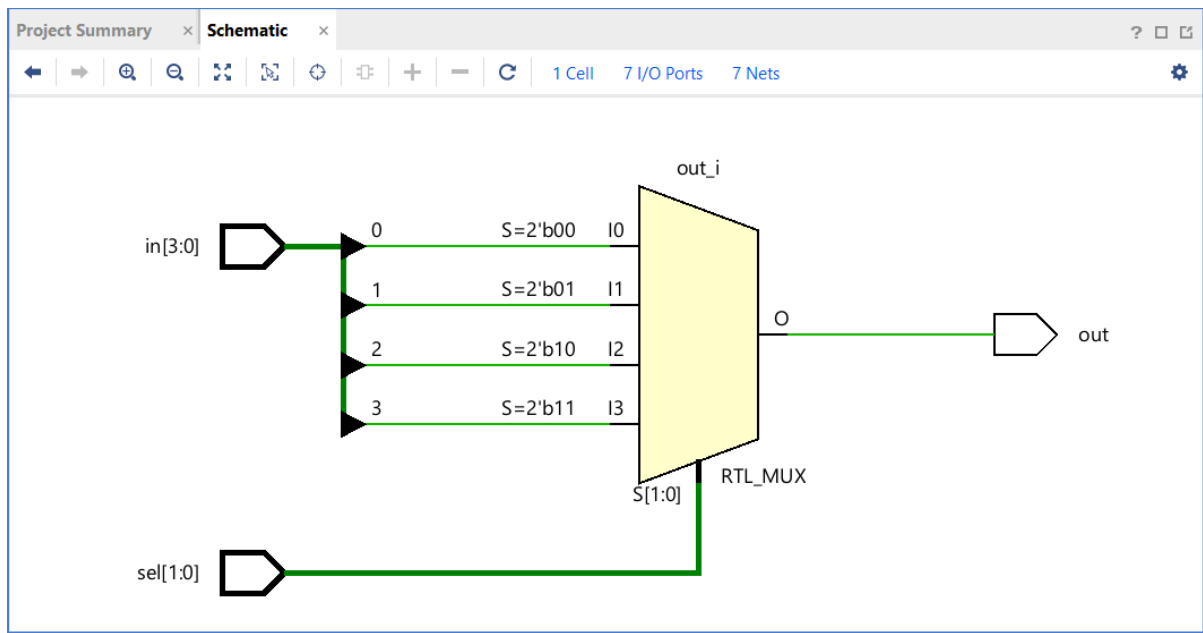 Project Summary × Schematic × ?
1 Cell 7 I/O Ports 7 Nets
out_i
in[3:0] 0 S=2'b00 I0
1 S=2'b01 I1
O
2 S=2'b10 I2
out
3 S=2'b11 I3
RTL_MUX
S[1:0]
sel[1:0]